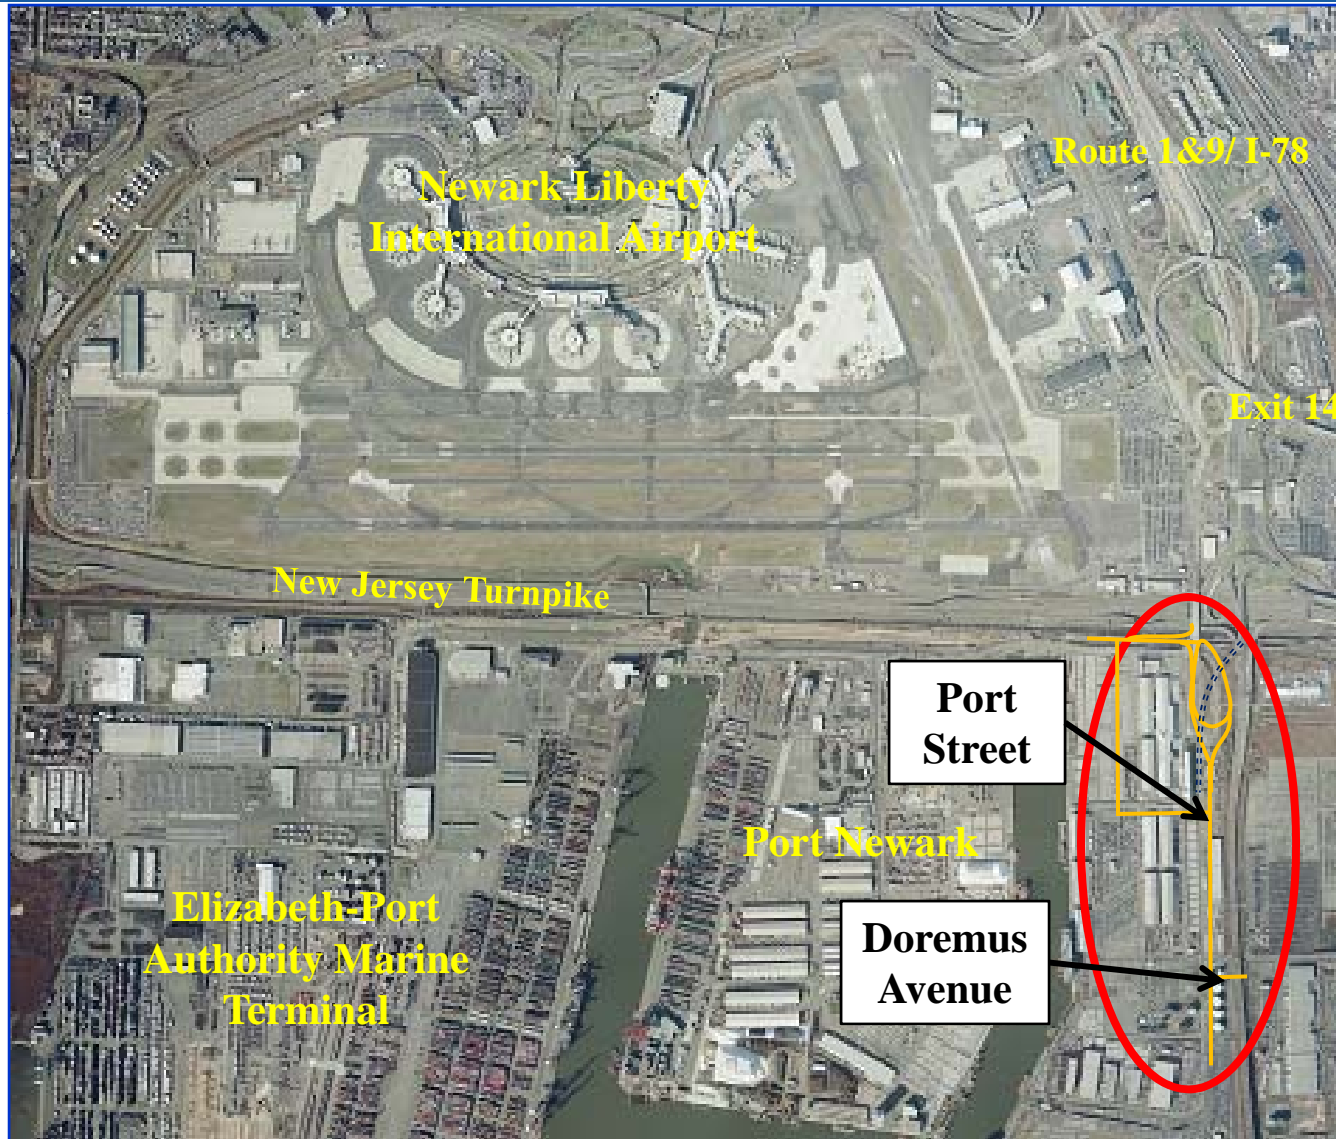 Route 1&9/ I-78
Newark Liberty
International Airport
Exit 14
New Jersey Turnpike
Port
Street
Port Newark
Elizabeth-Port
Authority Marine
Terminal
Doremus
Avenue